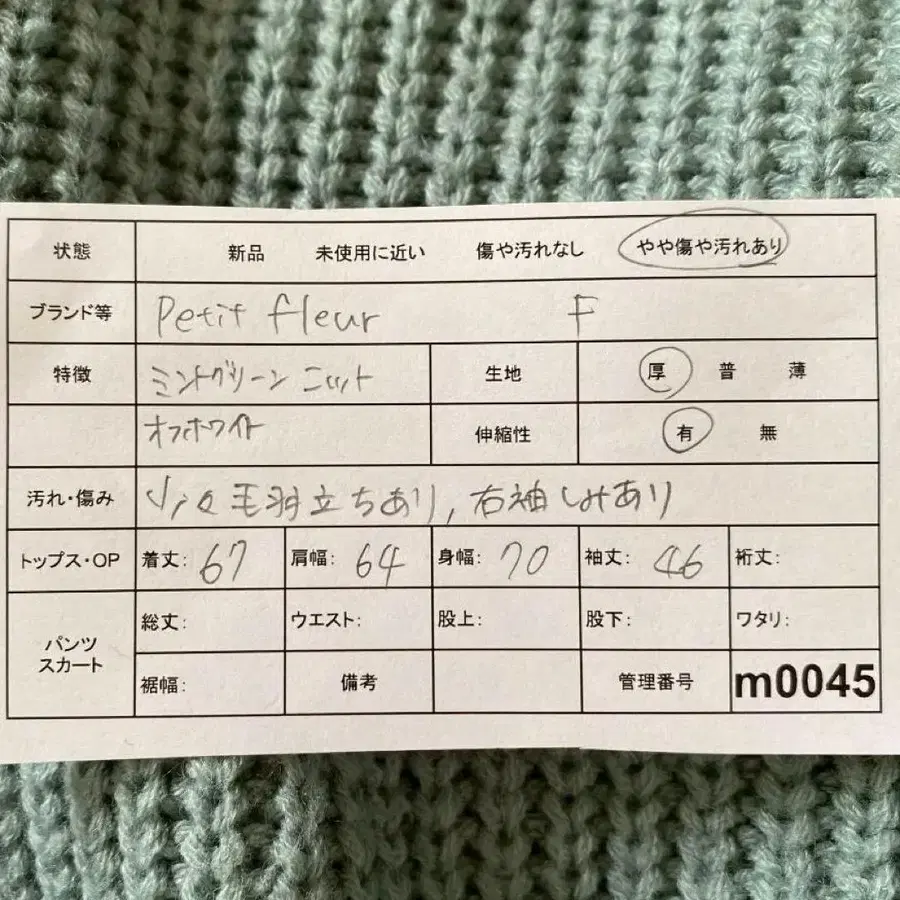 状態 新品 未使用に近い 傷や汚れなし やや傷や汚れあり
ブランド等 Petit fleur F
特徴 ミントグリーン ニット 生地 厚 普 薄
オフホワイト 伸縮性 有 無
汚れ・傷み 少々毛羽立ちあり, 右袖しみあり
トップス・OP 着丈: 67 肩幅: 64 身幅: 70 袖丈: 46 裄丈:
パンツ スカート 総丈: ウエスト: 股上: 股下: ワタリ:
裾幅: 備考 管理番号 m0045